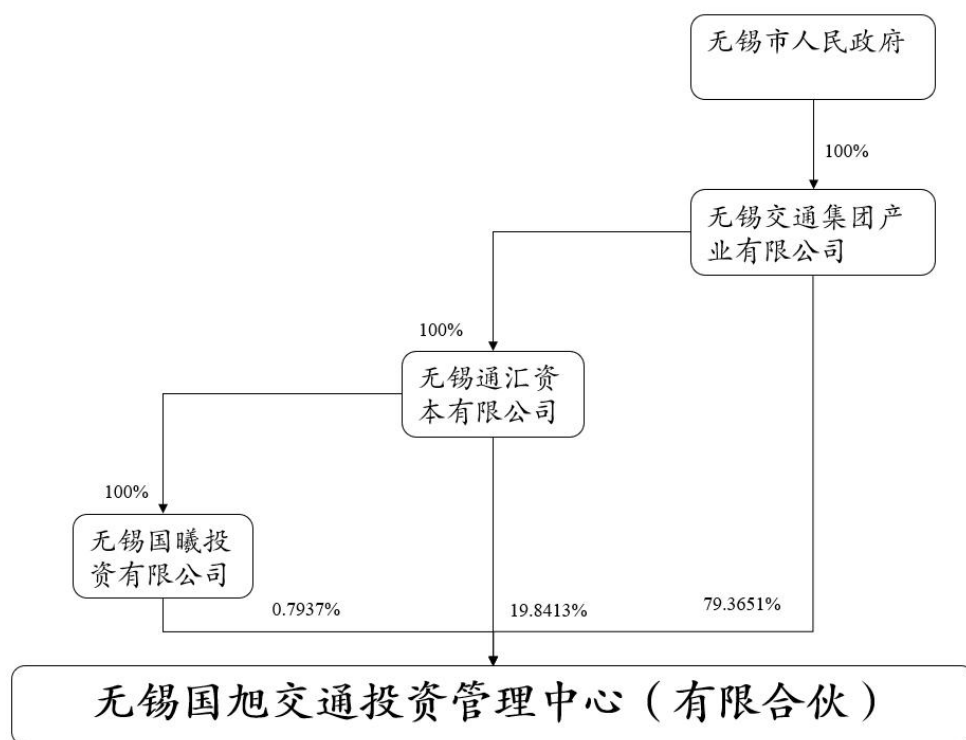 无锡市人民政府
100%
无锡交通集团产
业有限公司
100%
无锡通汇资
本有限公司
100%
无锡国曦投
资有限公司
0.7937%
19.8413%
79.3651%
无锡国旭交通投资管理中心（有限合伙）